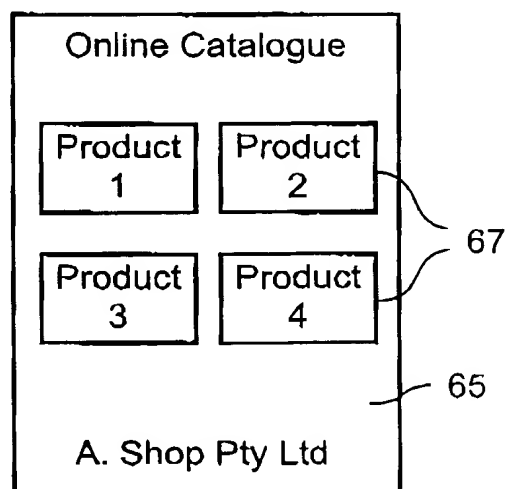 Online Catalogue
Product
1
Product
2
67
Product
3
Product
4
65
A. Shop Pty Ltd